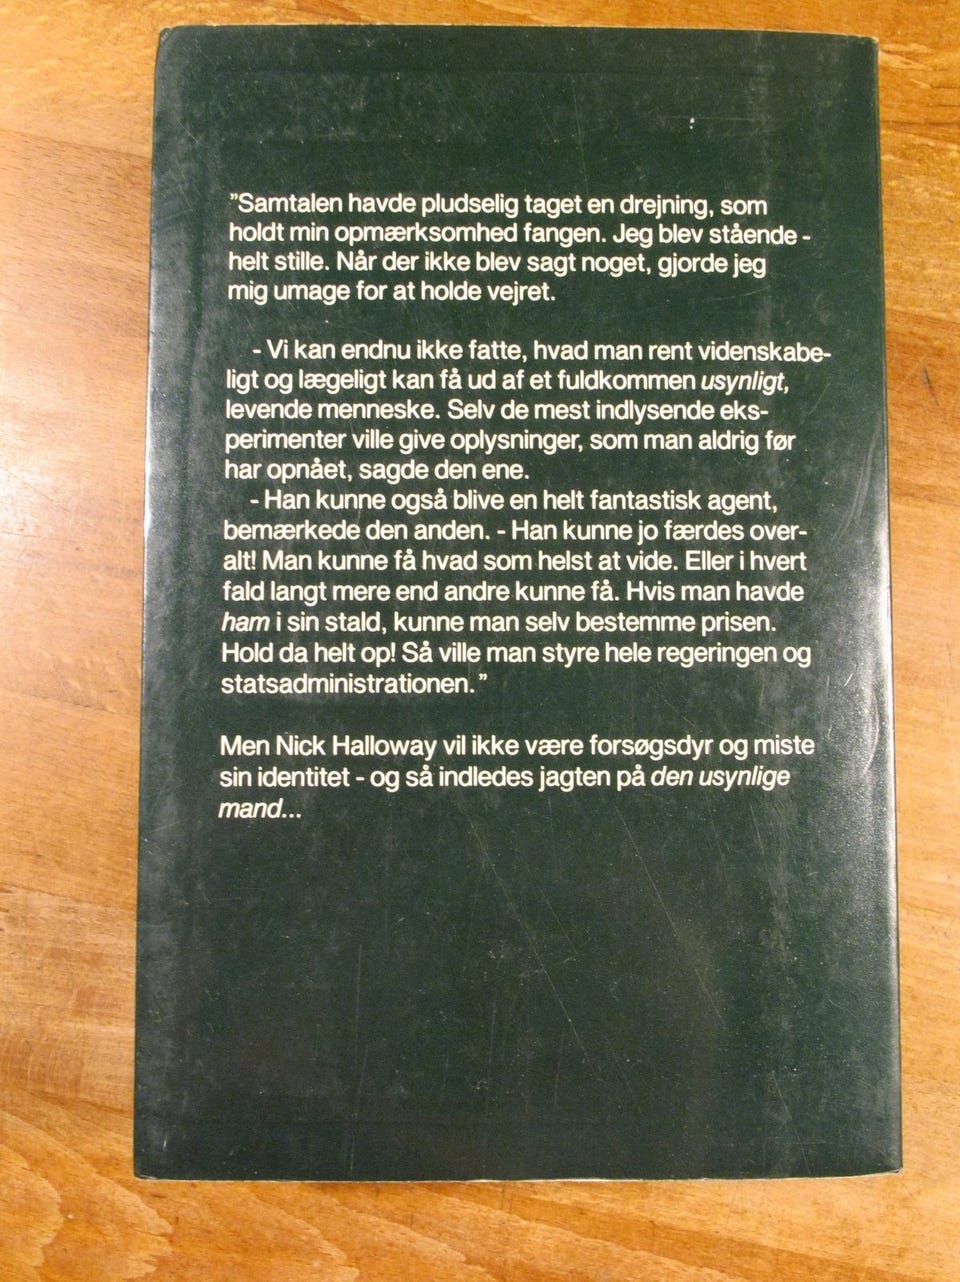 "Samtalen havde pludselig taget en drejning, som
holdt min opmærksomhed fangen. Jeg blev stående -
helt stille. Når der ikke blev sagt noget, gjorde jeg
mig umage for at holde vejret.
- Vi kan endnu ikke fatte, hvad man rent videnskabe-
ligt og lægeligt kan få ud af et fuldkommen usynligt,
levende menneske. Selv de mest indlysende eks-
perimenter ville give oplysninger, som man aldrig før
har opnået, sagde den ene.
- Han kunne også blive en helt fantastisk agent,
bemærkede den anden. - Han kunne jo færdes over-
alt! Man kunne få hvad som helst at vide. Eller i hvert
fald langt mere end andre kunne få. Hvis man havde
ham i sin stald, kunne man selv bestemme prisen.
Hold da helt op! Så ville man styre hele regeringen og
statsadministrationen."
Men Nick Halloway vil ikke være forsøgsdyr og miste
sin identitet - og så indledes jagten på den usynlige
mand...